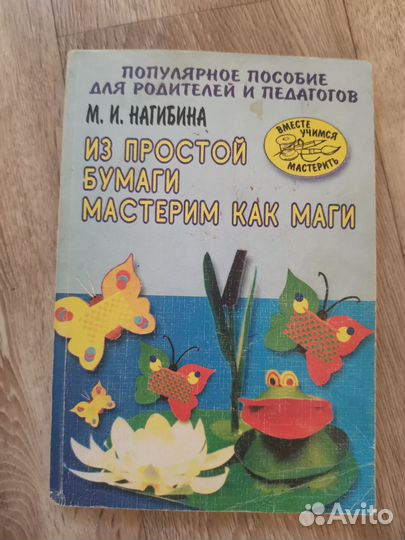 ПОПУЛЯРНОЕ ПОСОБИЕ
ДЛЯ РОДИТЕЛЕЙ И ПЕДАГОГОВ
М. И. НАГИБИНА
ВМЕСТЕ
УЧИМСЯ
МАСТЕРИТЬ
ИЗ ПРОСТОЙ
БУМАГИ
МАСТЕРИМ КАК МАГИ
Avito